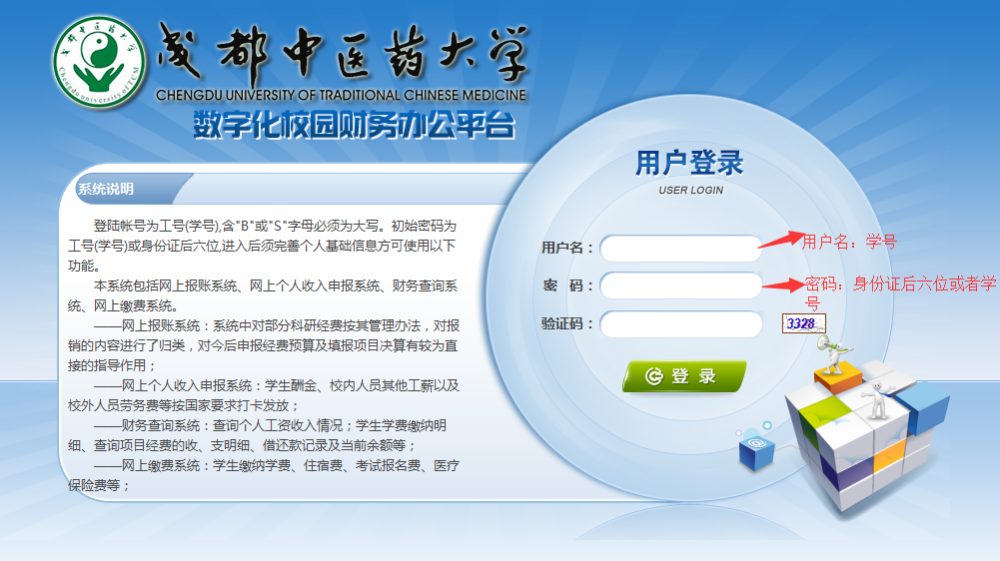 成都中医药大学
CHENGDU UNIVERSITY OF TRADITIONAL CHINESE MEDICINE
数字化校园财务办公平台
系统说明
登陆帐号为工号(学号),含"B"或"S"字母必须为大写。初始密码为
工号(学号)或身份证后六位,进入后须完善个人基础信息方可使用以下
功能。
本系统包括网上报账系统、网上个人收入申报系统、财务查询系
统、网上缴费系统。
——网上报账系统：系统中对部分科研经费按其管理办法，对报
销的内容进行了归类，对今后申报经费预算及填报项目决算有较为直
接的指导作用；
——网上个人收入申报系统：学生酬金、校内人员其他工薪以及
校外人员劳务费等按国家要求打卡发放；
——财务查询系统：查询个人工资收入情况；学生学费缴纳明
细、查询项目经费的收、支明细、借还款记录及当前余额等；
——网上缴费系统：学生缴纳学费、住宿费、考试报名费、医疗
保险费等；
用户登录
USER LOGIN
用户名：
用户名：学号
密 码：
密码：身份证后六位或者学
号
验证码：
3328
登 录